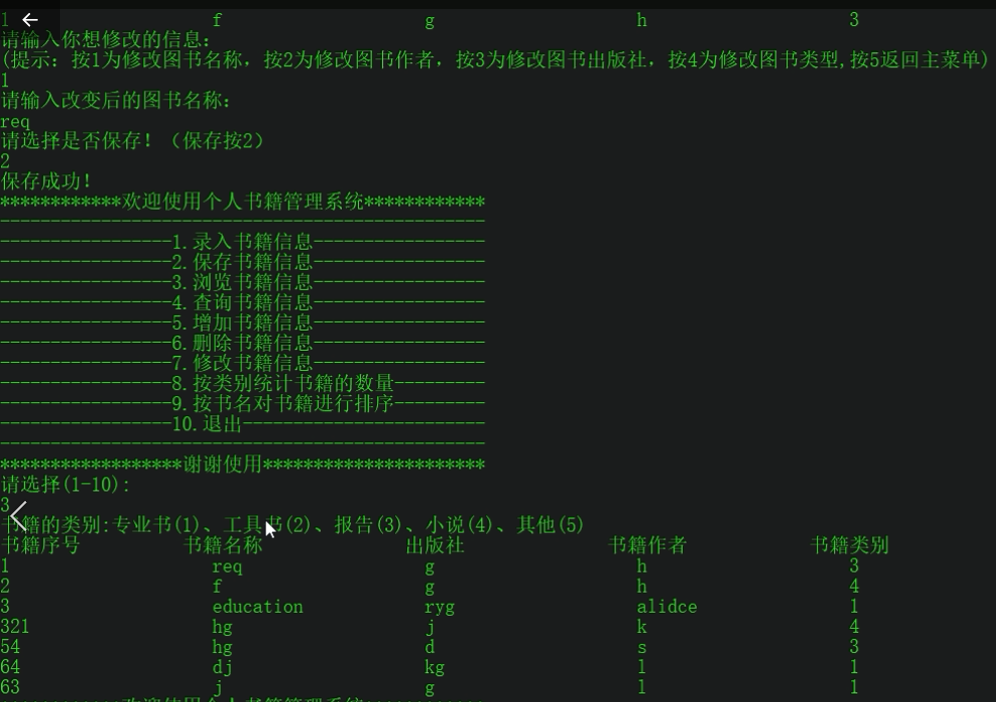 1 f g h 3
请输入你想修改的信息：
(提示：按1为修改图书名称，按2为修改图书作者，按3为修改图书出版社，按4为修改图书类型,按5返回主菜单)
1
请输入改变后的图书名称：
req
请选择是否保存！（保存按2）
2
保存成功！
************欢迎使用个人书籍管理系统************
------------------------------------------------
-----------------1.录入书籍信息-----------------
-----------------2.保存书籍信息-----------------
-----------------3.浏览书籍信息-----------------
-----------------4.查询书籍信息-----------------
-----------------5.增加书籍信息-----------------
-----------------6.删除书籍信息-----------------
-----------------7.修改书籍信息-----------------
-----------------8.按类别统计书籍的数量---------
-----------------9.按书名对书籍进行排序---------
-----------------10.退出------------------------
------------------------------------------------
******************谢谢使用**********************
请选择(1-10):
3
书籍的类别:专业书(1)、工具书(2)、报告(3)、小说(4)、其他(5)
书籍序号 书籍名称 出版社 书籍作者 书籍类别
1 req g h 3
2 f g h 4
3 education ryg alidce 1
321 hg j k 4
54 hg d s 3
64 dj kg l 1
63 j g l 1
************欢迎使用个人书籍管理系统************